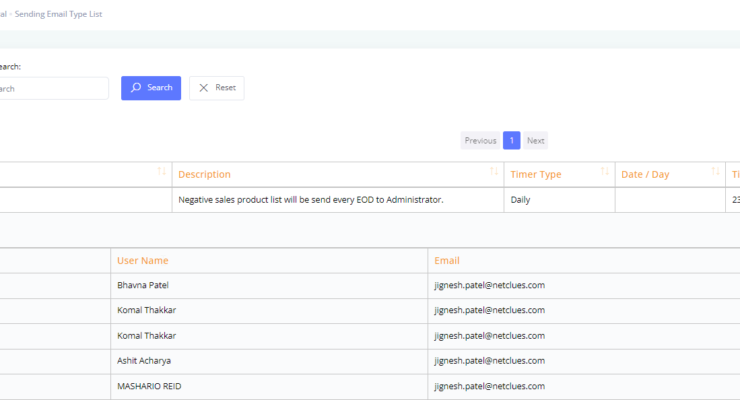 al · Sending Email Type List
earch:
arch
Search
Reset
Previous 1 Next
Description Timer Type Date / Day Ti
Negative sales product list will be send every EOD to Administrator. Daily 23
User Name Email
Bhavna Patel jignesh.patel@netclues.com
Komal Thakkar jignesh.patel@netclues.com
Komal Thakkar jignesh.patel@netclues.com
Ashit Acharya jignesh.patel@netclues.com
MASHARIO REID jignesh.patel@netclues.com